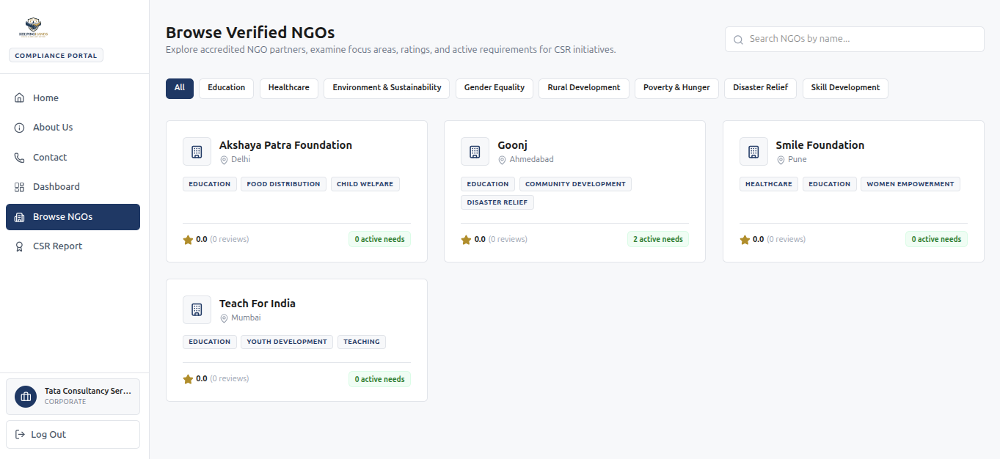 HELPINGHANDS
COMPLIANCE PORTAL
Home
About Us
Contact
Dashboard
Browse NGOs
CSR Report
Tata Consultancy Ser...
CORPORATE
Log Out
Browse Verified NGOs
Explore accredited NGO partners, examine focus areas, ratings, and active requirements for CSR initiatives.
Search NGOs by name...
All Education Healthcare Environment & Sustainability Gender Equality Rural Development Poverty & Hunger Disaster Relief Skill Development
Akshaya Patra Foundation
Delhi
EDUCATION FOOD DISTRIBUTION CHILD WELFARE
0.0 (0 reviews) 0 active needs
Goonj
Ahmedabad
EDUCATION COMMUNITY DEVELOPMENT
DISASTER RELIEF
0.0 (0 reviews) 2 active needs
Smile Foundation
Pune
HEALTHCARE EDUCATION WOMEN EMPOWERMENT
0.0 (0 reviews) 0 active needs
Teach For India
Mumbai
EDUCATION YOUTH DEVELOPMENT TEACHING
0.0 (0 reviews) 0 active needs